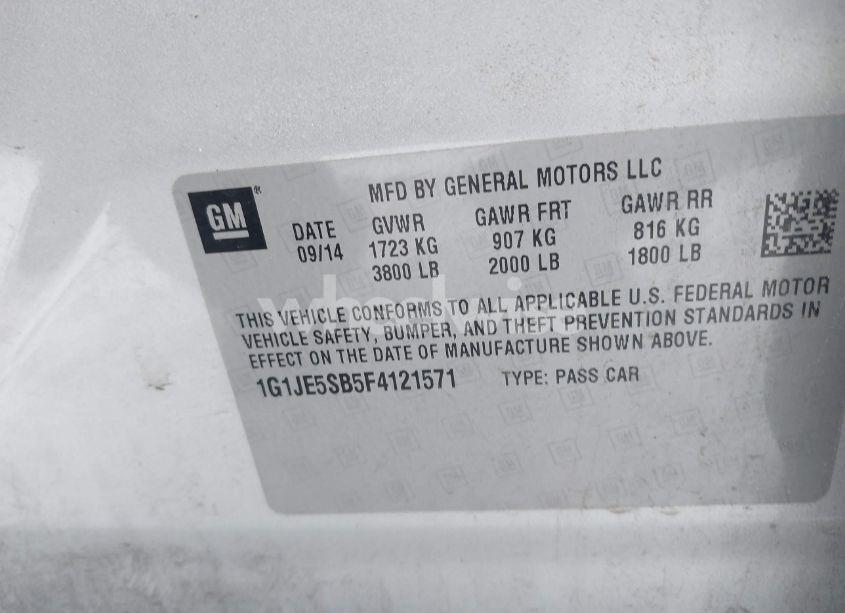 MFD BY GENERAL MOTORS LLC
GM®
DATE GVWR GAWR FRT GAWR RR
09/14 1723 KG 907 KG 816 KG
3800 LB 2000 LB 1800 LB
THIS VEHICLE CONFORMS TO ALL APPLICABLE U.S. FEDERAL MOTOR
VEHICLE SAFETY, BUMPER, AND THEFT PREVENTION STANDARDS IN
EFFECT ON THE DATE OF MANUFACTURE SHOWN ABOVE.
1G1JE5SB5F4121571 TYPE: PASS CAR